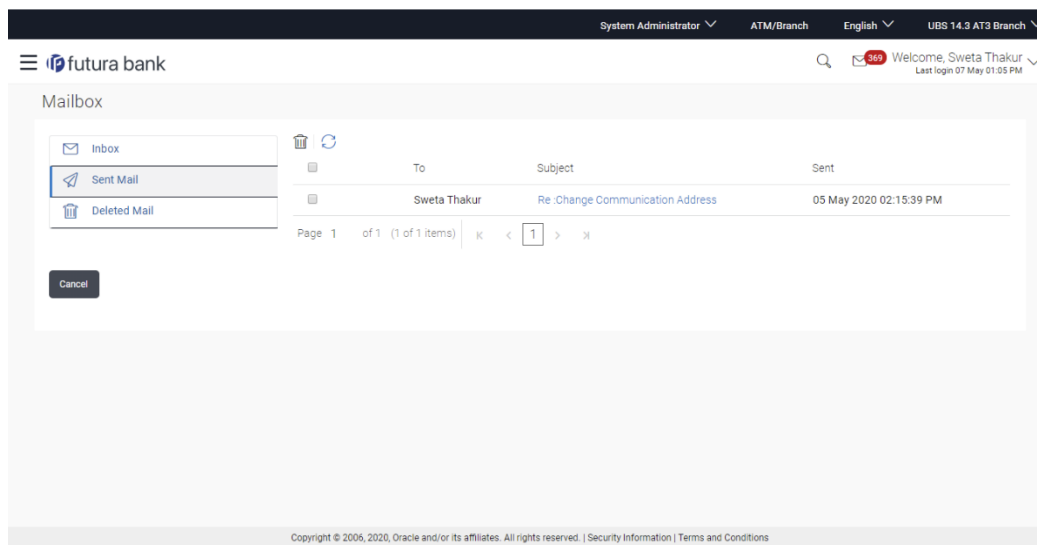 System Administrator ATM/Branch English UBS 14.3 AT3 Branch
futura bank 369 Welcome, Sweta Thakur
Last login 07 May 01:05 PM
Mailbox
Inbox
Sent Mail
Deleted Mail
To Subject Sent
Sweta Thakur Re :Change Communication Address 05 May 2020 02:15:39 PM
Page 1 of 1 (1 of 1 items) 1
Cancel
Copyright © 2006, 2020, Oracle and/or its affiliates. All rights reserved. | Security Information | Terms and Conditions